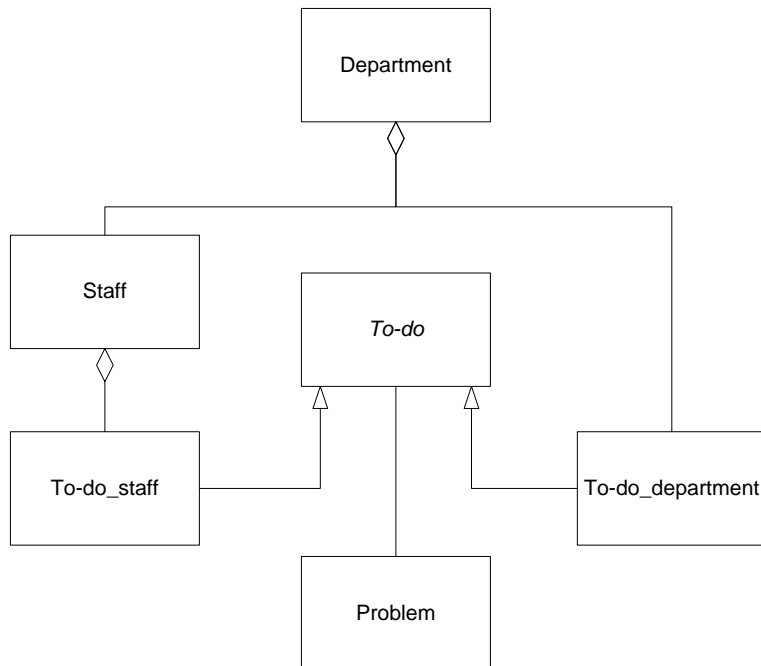 Department
Staff
To-do
To-do_staff
To-do_department
Problem